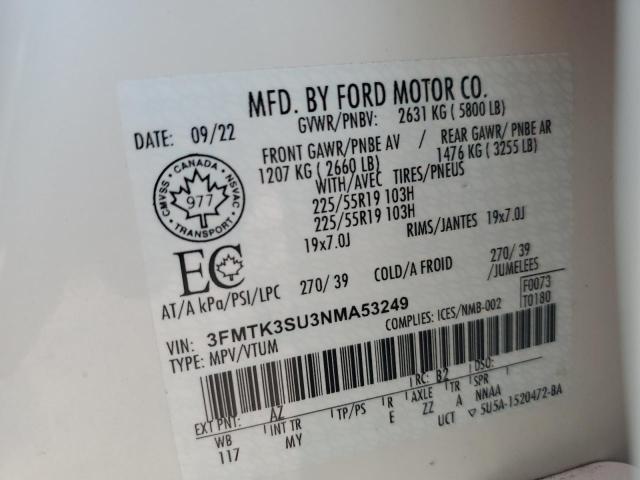 MFD. BY FORD MOTOR CO.
DATE: 09/22
GVWR/PNBV: 2631 KG ( 5800 LB)
FRONT GAWR/PNBE AV / REAR GAWR/ PNBE AR
1207 KG ( 2660 LB) 1476 KG ( 3255 LB)
WITH/AVEC TIRES/PNEUS
225/55R19 103H
225/55R19 103H
19x7.0J RIMS/JANTES 19x7.0J
CANADA
CMVSS NSVAC
977
TRANSPORT
EC
AT/A kPa/PSI/LPC 270/ 39 COLD/A FROID 270/ 39
/JUMELEES
VIN: 3FMTK3SU3NMA53249
COMPLIES: ICES/NMB-002
F0073
T0180
TYPE: MPV/VTUM
EXT PNT: AZ RC: B2 DSO:
WB INT TR TP/PS R AXLE TR SPR
117 MY E ZZ A NNAA
UCT 5U5A-1520472-BA